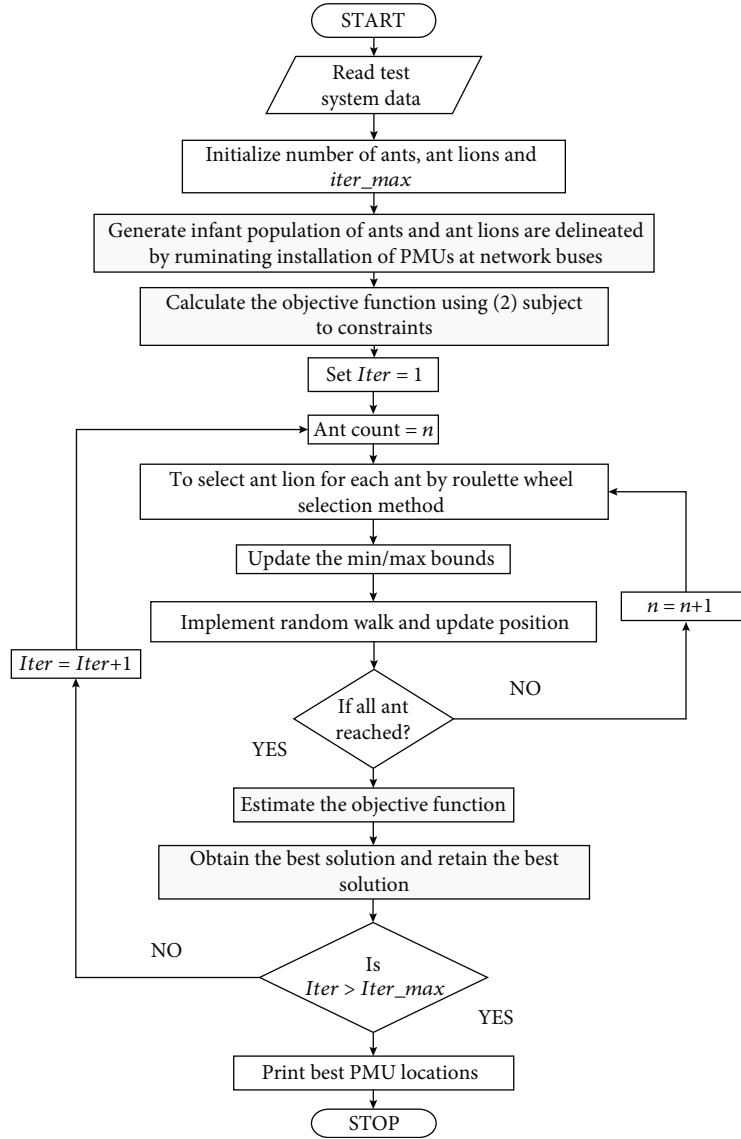 START
Read test
system data
Initialize number of ants, ant lions and
iter_max
Generate infant population of ants and ant lions are delineated
by ruminating installation of PMUs at network buses
Calculate the objective function using (2) subject
to constraints
Set Iter = 1
Ant count = n
To select ant lion for each ant by roulette wheel
selection method
Update the min/max bounds
Implement random walk and update position
n = n+1
Iter = Iter+1
If all ant
reached?
NO
YES
Estimate the objective function
Obtain the best solution and retain the best
solution
NO
Is
Iter > Iter_max
YES
Print best PMU locations
STOP